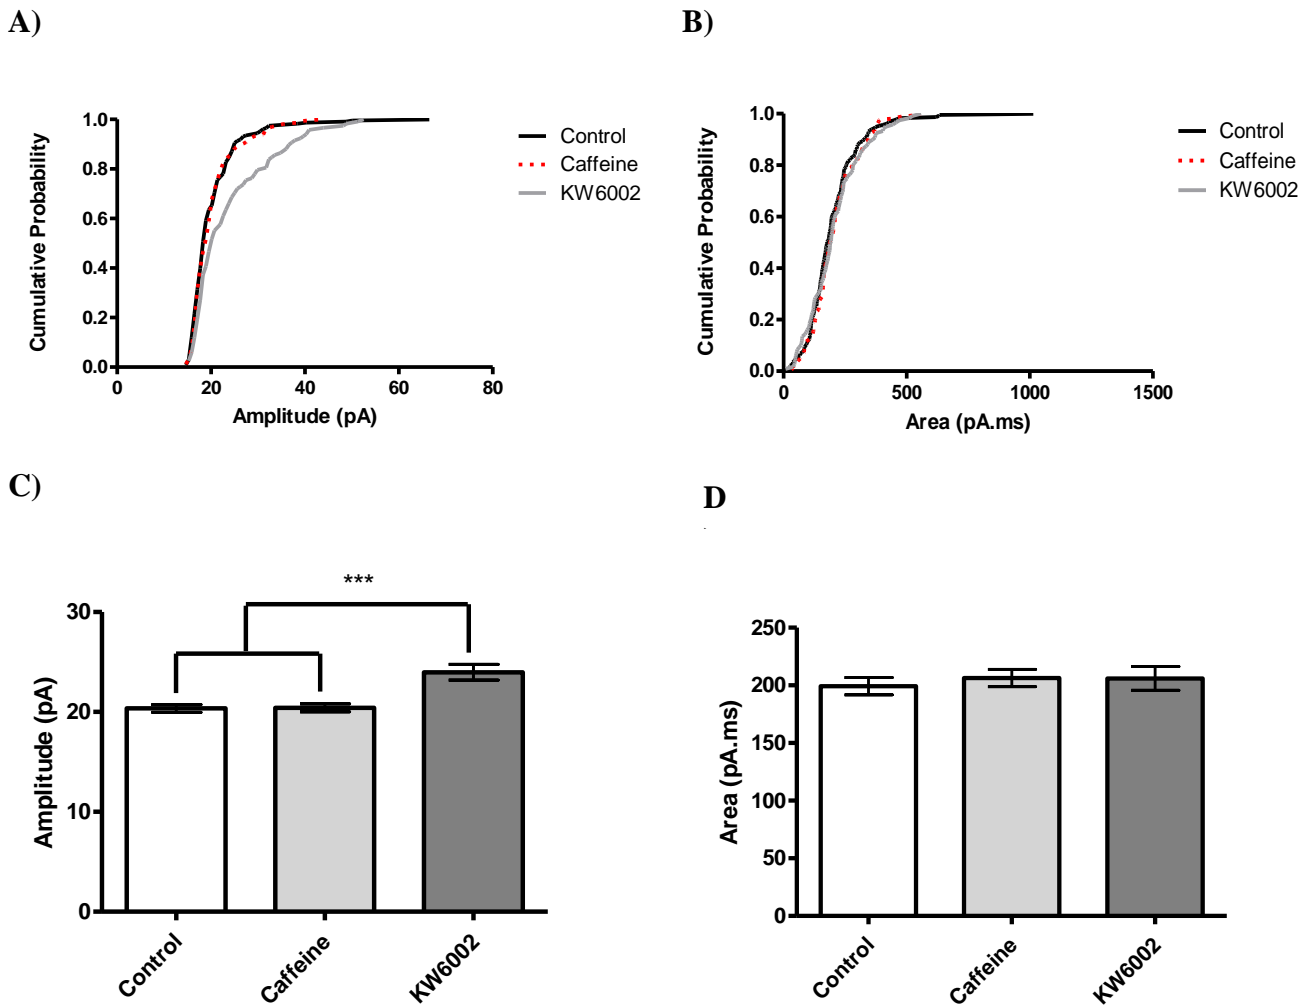 A)
B)
Cumulative Probability
1.0
0.8
0.6
0.4
0.2
0.0
0 20 40 60 80
Amplitude (pA)
Control
Caffeine
KW6002
Cumulative Probability
1.0
0.8
0.6
0.4
0.2
0.0
0 500 1000 1500
Area (pA.ms)
Control
Caffeine
KW6002
C)
D
Amplitude (pA)
30
20
10
0
***
Control
Caffeine
KW6002
Area (pA.ms)
250
200
150
100
50
0
Control
Caffeine
KW6002